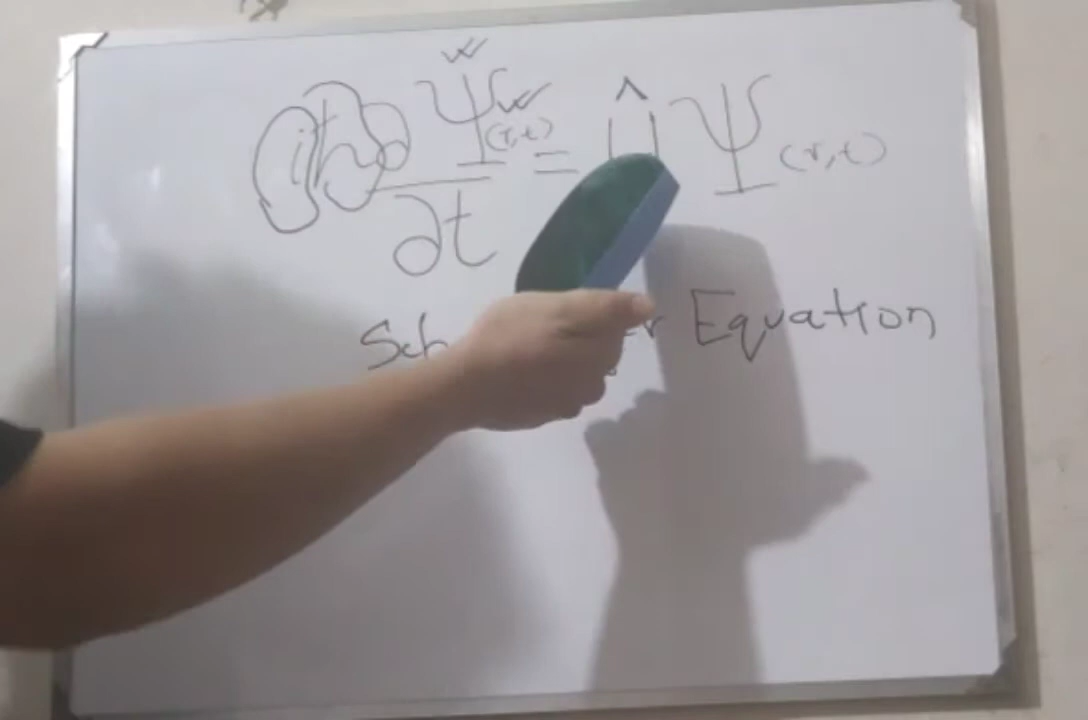 iħ ∂Ψ(r,t) = Ĥ Ψ(r,t)
∂t
Sch r Equation